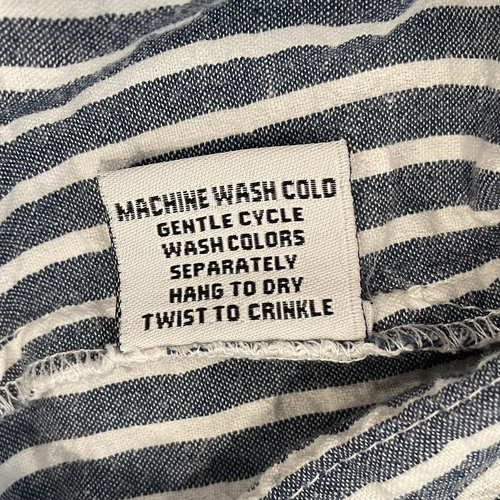 MACHINE WASH COLD
GENTLE CYCLE
WASH COLORS
SEPARATELY
HANG TO DRY
TWIST TO CRINKLE